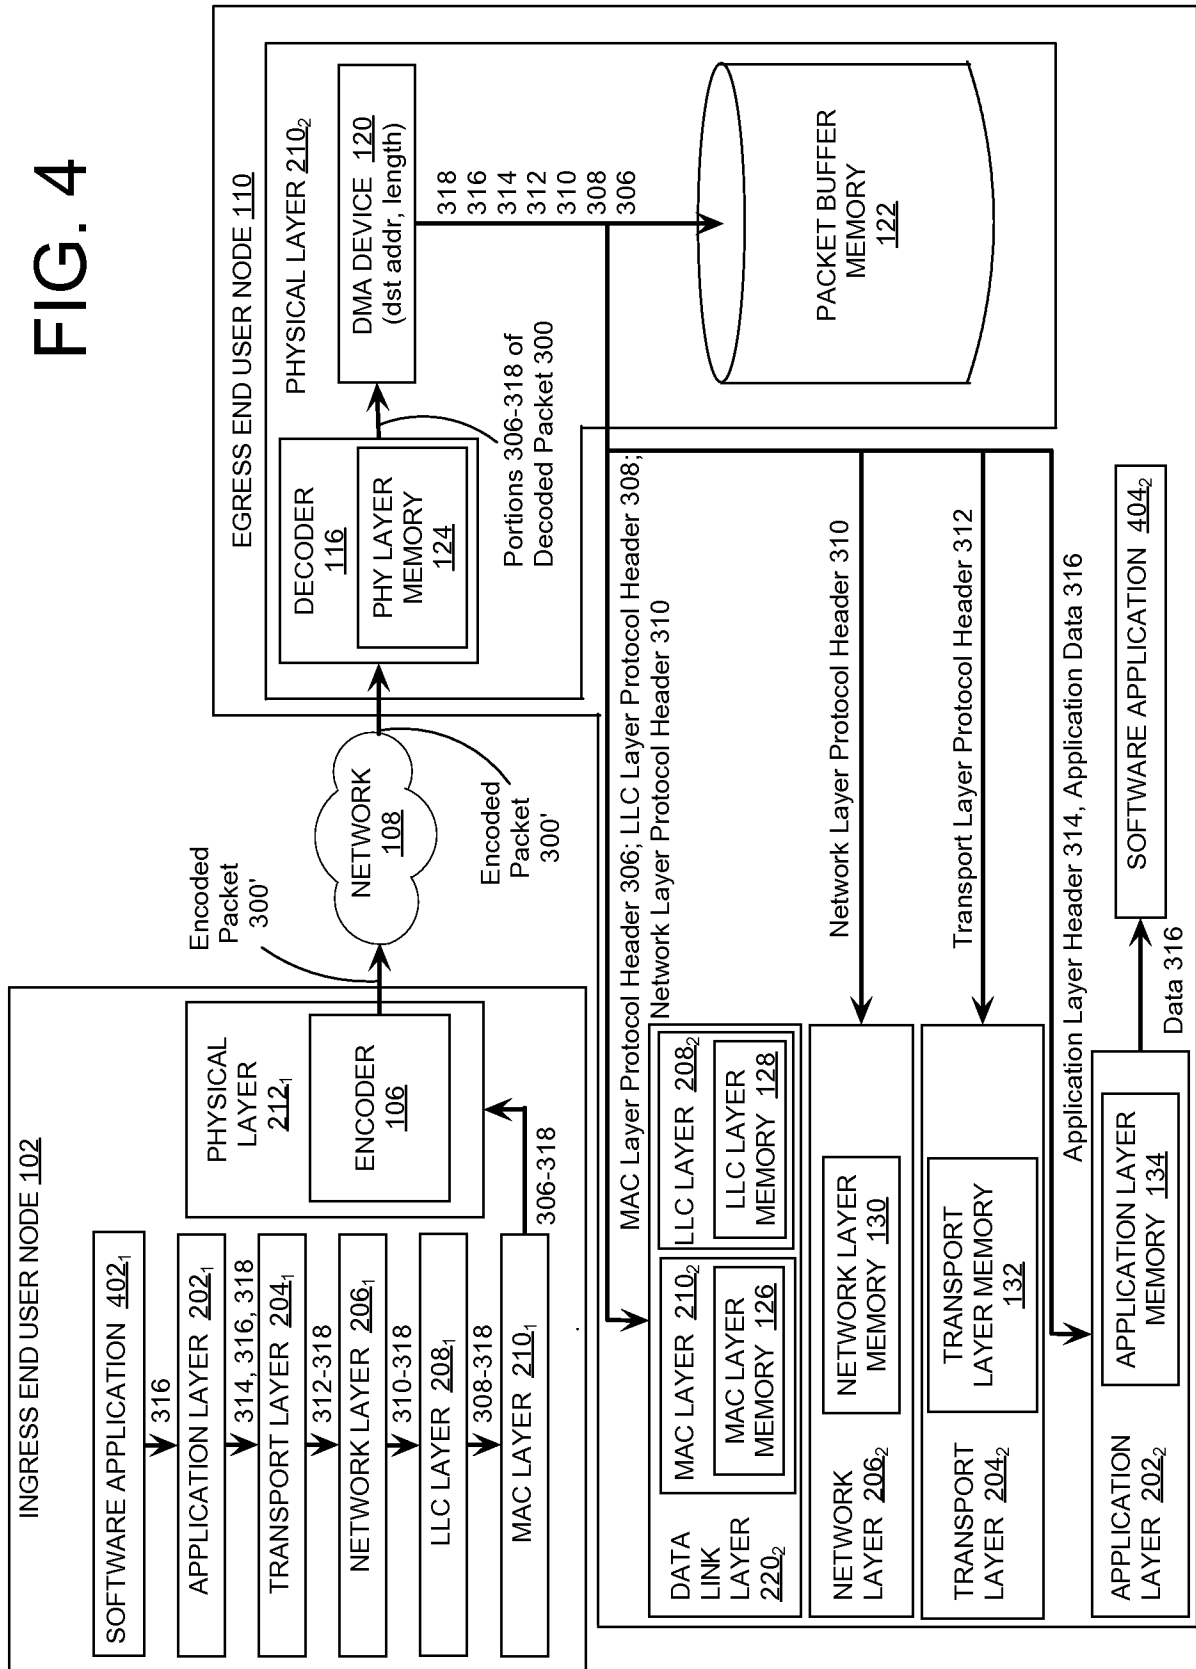 FIG. 4
INGRESS END USER NODE 102
SOFTWARE APPLICATION 402₁
316
APPLICATION LAYER 202₁
314, 316, 318
TRANSPORT LAYER 204₁
312-318
NETWORK LAYER 206₁
310-318
LLC LAYER 208₁
308-318
MAC LAYER 210₁
306-318
PHYSICAL
LAYER
212₁
ENCODER
106
Encoded
Packet
300'
NETWORK
108
Encoded
Packet
300'
EGRESS END USER NODE 110
PHYSICAL LAYER 210₂
DECODER
116
PHY LAYER
MEMORY
124
Portions 306-318 of
Decoded Packet 300
DMA DEVICE 120
(dst addr, length)
318
316
314
312
310
308
306
PACKET BUFFER
MEMORY
122
MAC Layer Protocol Header 306; LLC Layer Protocol Header 308;
Network Layer Protocol Header 310
DATA
LINK
LAYER
220₂
MAC LAYER 210₂
MAC LAYER
MEMORY 126
LLC LAYER 208₂
LLC LAYER
MEMORY 128
Network Layer Protocol Header 310
NETWORK
LAYER 206₂
NETWORK LAYER
MEMORY 130
Transport Layer Protocol Header 312
TRANSPORT
LAYER 204₂
TRANSPORT
LAYER MEMORY
132
Application Layer Header 314, Application Data 316
APPLICATION
LAYER 202₂
APPLICATION LAYER
MEMORY 134
Data 316
SOFTWARE APPLICATION 404₂